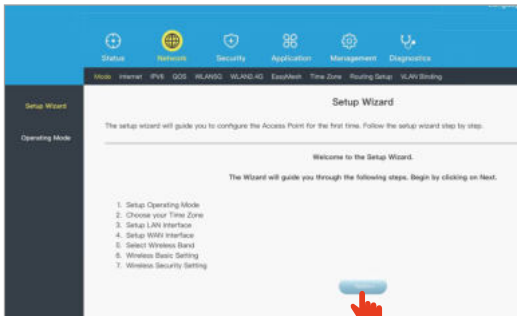 Status Network Security Application Management Diagnostics
Mode Internet IPV6 QOS WLAN5G WLAN2.4G EasyMesh Time Zone Routing Setup VLAN Binding
Setup Wizard
Setup Wizard
The setup wizard will guide you to configure the Access Point for the first time. Follow the setup wizard step by step.
Operating Mode
Welcome to the Setup Wizard.
The Wizard will guide you through the following steps. Begin by clicking on Next.
1. Setup Operating Mode
2. Choose your Time Zone
3. Setup LAN Interface
4. Setup WAN Interface
5. Select Wireless Band
6. Wireless Basic Setting
7. Wireless Security Setting